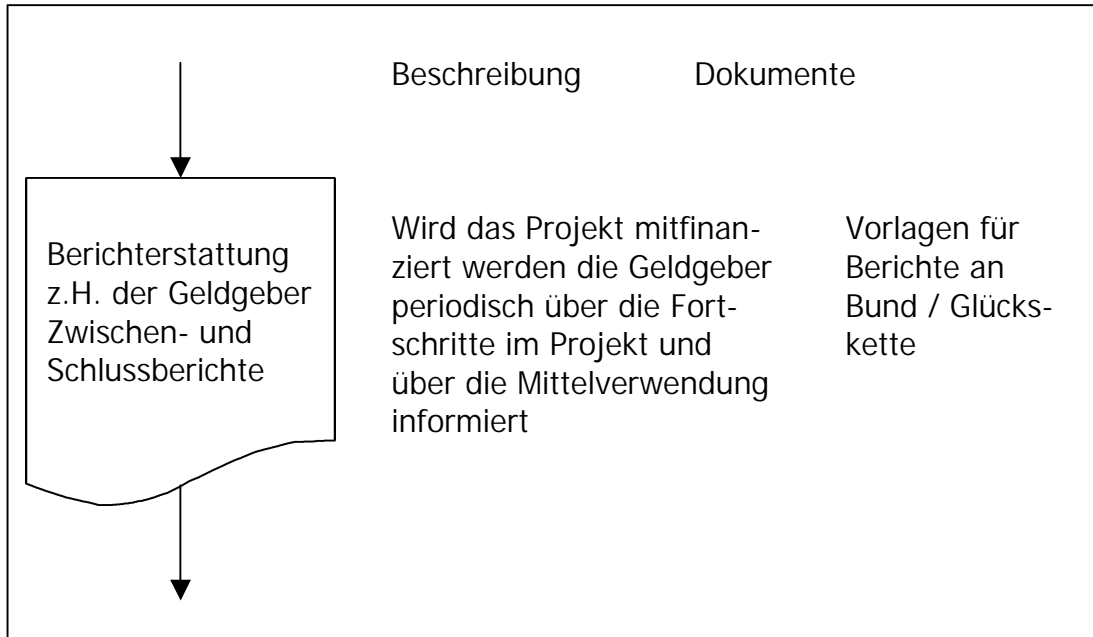 Beschreibung Dokumente
Berichterstattung
z.H. der Geldgeber
Zwischen- und
Schlussberichte
Wird das Projekt mitfinan-
ziert werden die Geldgeber
periodisch über die Fort-
schritte im Projekt und
über die Mittelverwendung
informiert
Vorlagen für
Berichte an
Bund / Glücks-
kette